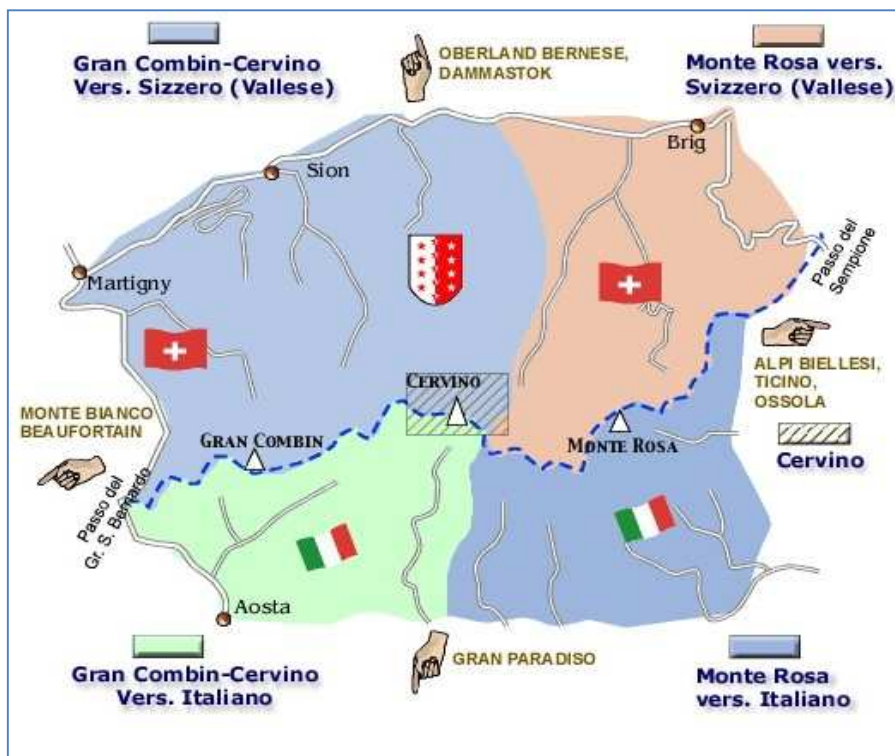 Gran Combin-Cervino
Vers. Sizzero (Vallese)
OBERLAND BERNESE,
DAMMASTOK
Monte Rosa vers.
Svizzero (Vallese)
Brig
Sion
Martigny
Passo del
Sempione
CERVINO
ALPI BIELLESI,
TICINO,
OSSOLA
MONTE BIANCO
BEAUFORTAIN
GRAN COMBIN
MONTE ROSA
Cervino
Passo del
Gr. S. Bernardo
Aosta
Gran Combin-Cervino
Vers. Italiano
GRAN PARADISO
Monte Rosa
vers. Italiano